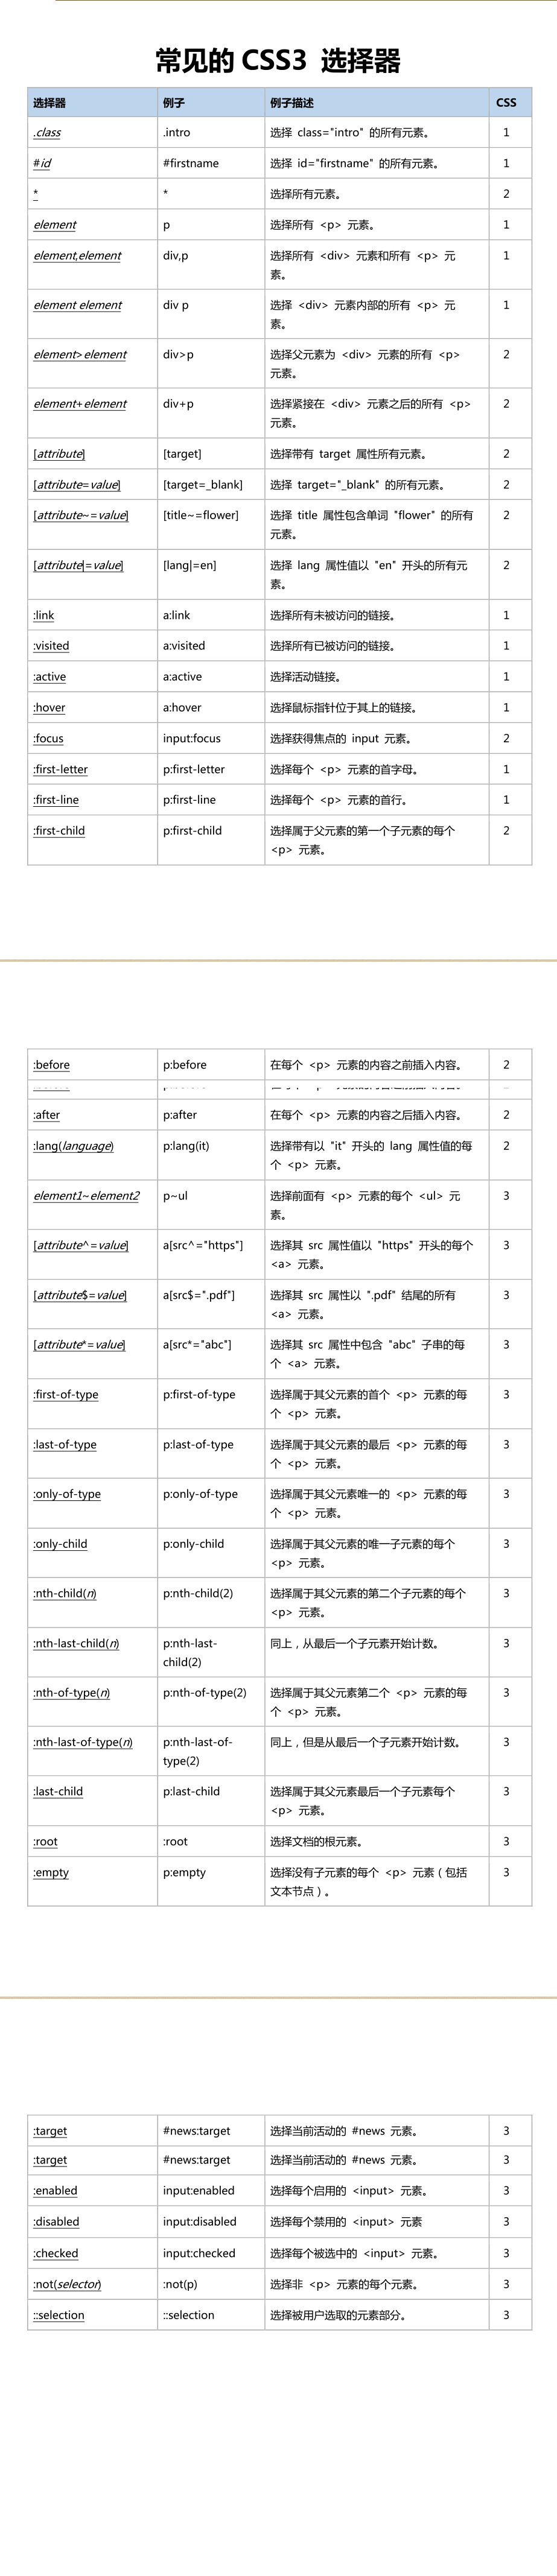 常见的 CSS3 选择器
选择器 例子 例子描述 CSS
.class .intro 选择 class="intro" 的所有元素。 1
#id #firstname 选择 id="firstname" 的所有元素。 1
* * 选择所有元素。 2
element p 选择所有 <p> 元素。 1
element,element div,p 选择所有 <div> 元素和所有 <p> 元 1
素。
element element div p 选择 <div> 元素内部的所有 <p> 元 1
素。
element>element div>p 选择父元素为 <div> 元素的所有 <p> 2
元素。
element+element div+p 选择紧接在 <div> 元素之后的所有 <p> 2
元素。
[attribute] [target] 选择带有 target 属性所有元素。 2
[attribute=value] [target=_blank] 选择 target="_blank" 的所有元素。 2
[attribute~=value] [title~=flower] 选择 title 属性包含单词 "flower" 的所有 2
元素。
[attribute|=value] [lang|=en] 选择 lang 属性值以 "en" 开头的所有元 2
素。
:link a:link 选择所有未被访问的链接。 1
:visited a:visited 选择所有已被访问的链接。 1
:active a:active 选择活动链接。 1
:hover a:hover 选择鼠标指针位于其上的链接。 1
:focus input:focus 选择获得焦点的 input 元素。 2
:first-letter p:first-letter 选择每个 <p> 元素的首字母。 1
:first-line p:first-line 选择每个 <p> 元素的首行。 1
:first-child p:first-child 选择属于父元素的第一个子元素的每个 2
<p> 元素。
:before p:before 在每个 <p> 元素的内容之前插入内容。 2
:after p:after 在每个 <p> 元素的内容之后插入内容。 2
:lang(language) p:lang(it) 选择带有以 "it" 开头的 lang 属性值的每 2
个 <p> 元素。
element1~element2 p~ul 选择前面有 <p> 元素的每个 <ul> 元 3
素。
[attribute^=value] a[src^="https"] 选择其 src 属性值以 "https" 开头的每个 3
<a> 元素。
[attribute$=value] a[src$=".pdf"] 选择其 src 属性以 ".pdf" 结尾的所有 3
<a> 元素。
[attribute*=value] a[src*="abc"] 选择其 src 属性中包含 "abc" 子串的每 3
个 <a> 元素。
:first-of-type p:first-of-type 选择属于其父元素的首个 <p> 元素的每 3
个 <p> 元素。
:last-of-type p:last-of-type 选择属于其父元素的最后 <p> 元素的每 3
个 <p> 元素。
:only-of-type p:only-of-type 选择属于其父元素唯一的 <p> 元素的每 3
个 <p> 元素。
:only-child p:only-child 选择属于其父元素的唯一子元素的每个 3
<p> 元素。
:nth-child(n) p:nth-child(2) 选择属于其父元素的第二个子元素的每个 3
<p> 元素。
:nth-last-child(n) p:nth-last- 同上，从最后一个子元素开始计数。 3
child(2)
:nth-of-type(n) p:nth-of-type(2) 选择属于其父元素第二个 <p> 元素的每 3
个 <p> 元素。
:nth-last-of-type(n) p:nth-last-of- 同上，但是从最后一个子元素开始计数。 3
type(2)
:last-child p:last-child 选择属于其父元素最后一个子元素每个 3
<p> 元素。
:root :root 选择文档的根元素。 3
:empty p:empty 选择没有子元素的每个 <p> 元素（包括 3
文本节点）。
:target #news:target 选择当前活动的 #news 元素。 3
:target #news:target 选择当前活动的 #news 元素。 3
:enabled input:enabled 选择每个启用的 <input> 元素。 3
:disabled input:disabled 选择每个禁用的 <input> 元素 3
:checked input:checked 选择每个被选中的 <input> 元素。 3
:not(selector) :not(p) 选择非 <p> 元素的每个元素。 3
::selection ::selection 选择被用户选取的元素部分。 3